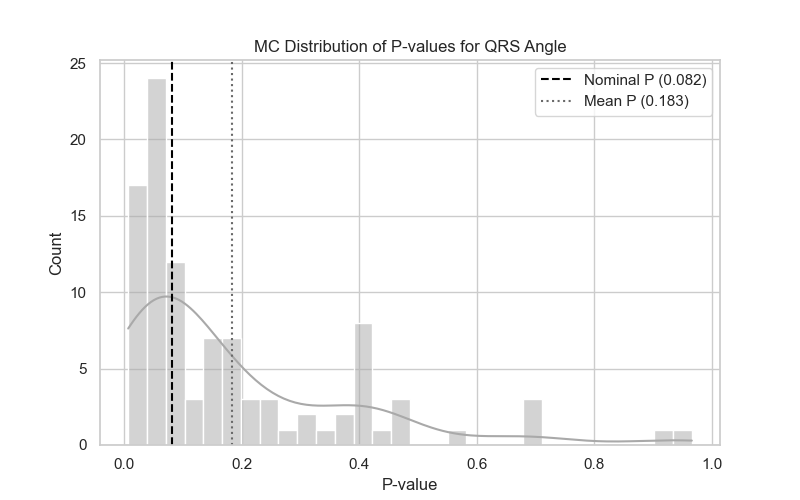 MC Distribution of P-values for QRS Angle
Nominal P (0.082)
Mean P (0.183)
Count
25
20
15
10
5
0
0.0 0.2 0.4 0.6 0.8 1.0
P-value